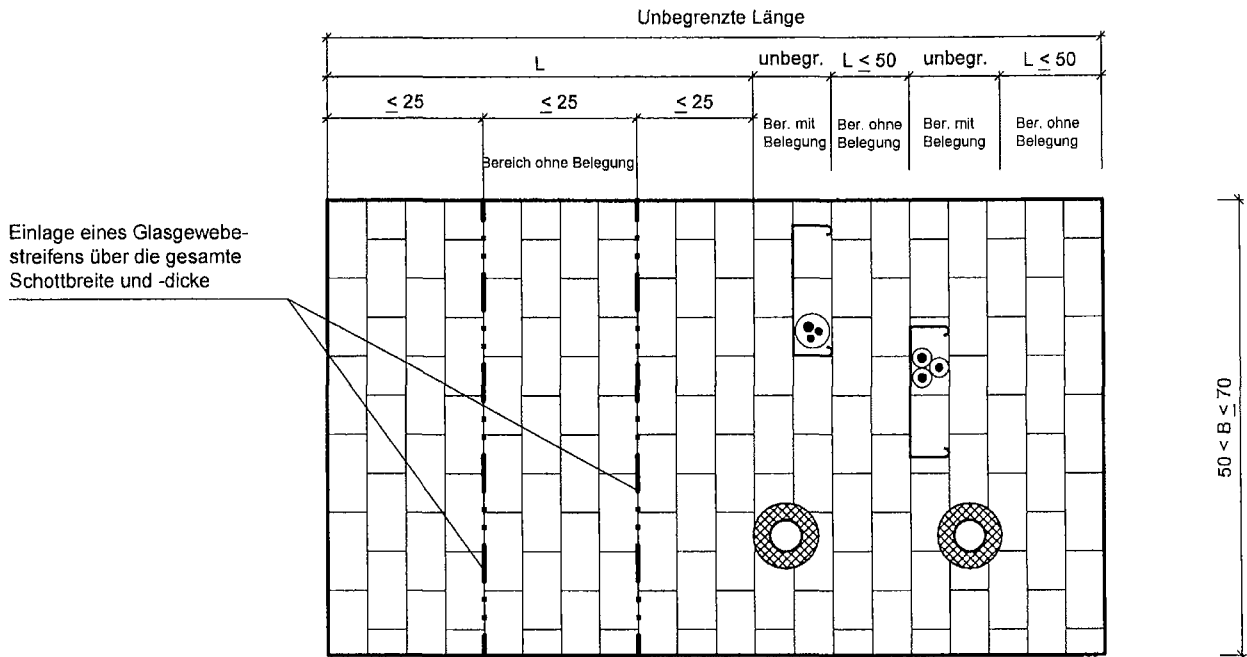 Unbegrenzte Länge
L
unbegr.
L ≤ 50
unbegr.
L ≤ 50
≤ 25
≤ 25
≤ 25
Ber. mit
Belegung
Ber. ohne
Belegung
Ber. mit
Belegung
Ber. ohne
Belegung
Bereich ohne Belegung
Einlage eines Glasgewebe-
streifens über die gesamte
Schottbreite und -dicke
50 < B ≤ 70